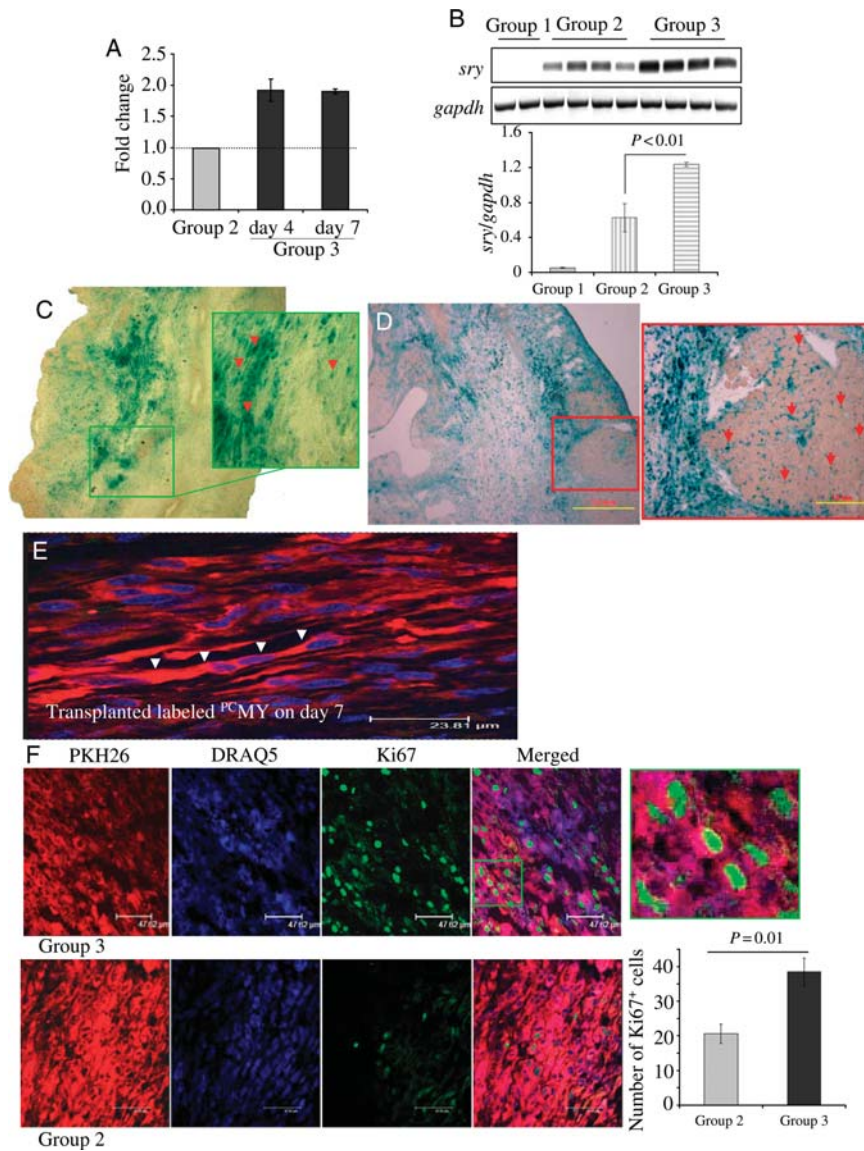 A
Fold change
2.5
2.0
1.5
1.0
0.5
0.0
Group 2 day 4 day 7
Group 3
B
Group 1 Group 2 Group 3
sry
gapdh
sry/gapdh
1.6
1.2
0.8
0.4
0
P < 0.01
Group 1 Group 2 Group 3
C
D
E
Transplanted labeled PCMY on day 7
23.81 µm
F
PKH26 DRAQ5 Ki67 Merged
47.62 µm 47.62 µm 47.62 µm 47.62 µm
Group 3
Group 2
Number of Ki67+ cells
40
30
20
10
0
P = 0.01
Group 2 Group 3